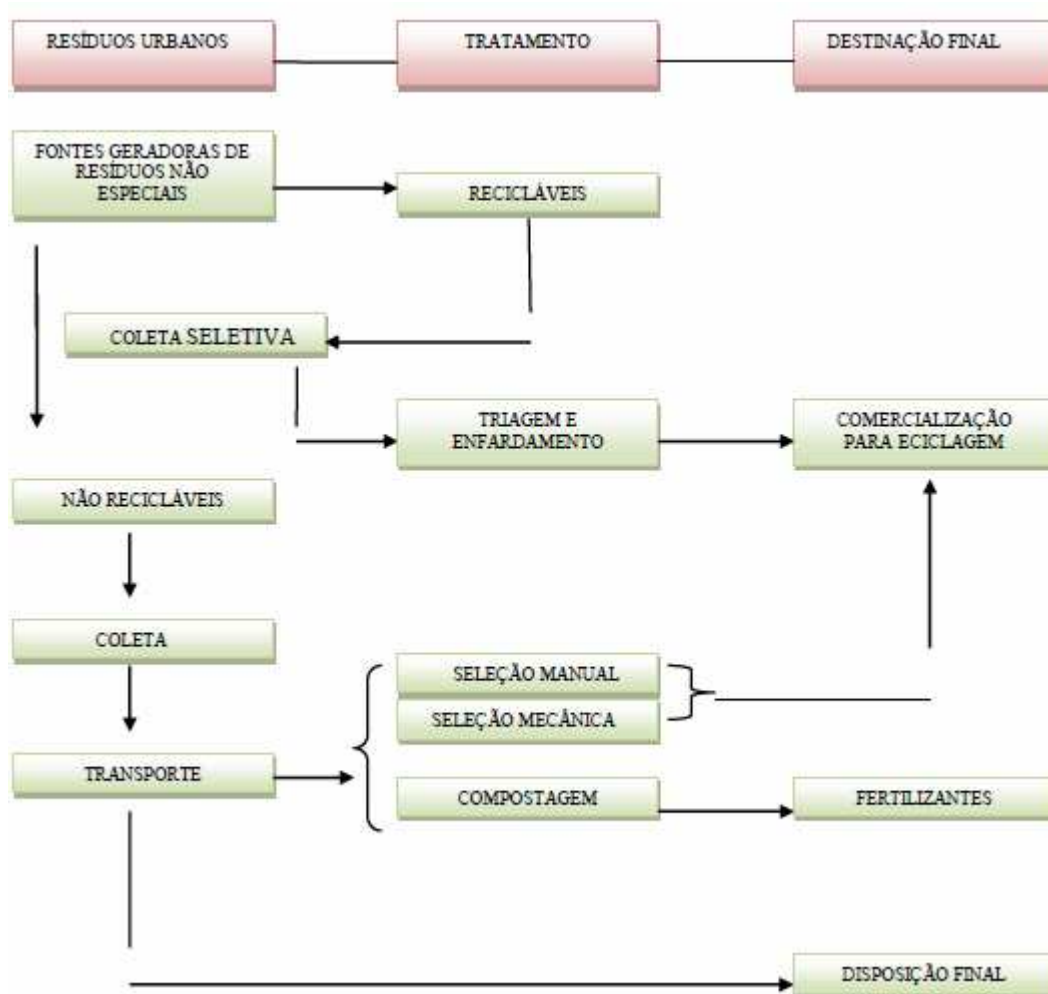 RESÍDUOS URBANOS
TRATAMENTO
DESTINAÇÃO FINAL
FONTES GERADORAS DE
RESÍDUOS NÃO
ESPECIAIS
RECICLÁVEIS
COLETA SELETIVA
TRIAGEM E
ENFARDAMENTO
COMERCIALIZAÇÃO
PARA ECICLAGEM
NÃO RECICLÁVEIS
COLETA
SELEÇÃO MANUAL
SELEÇÃO MECÂNICA
TRANSPORTE
COMPOSTAGEM
FERTILIZANTES
DISPOSIÇÃO FINAL